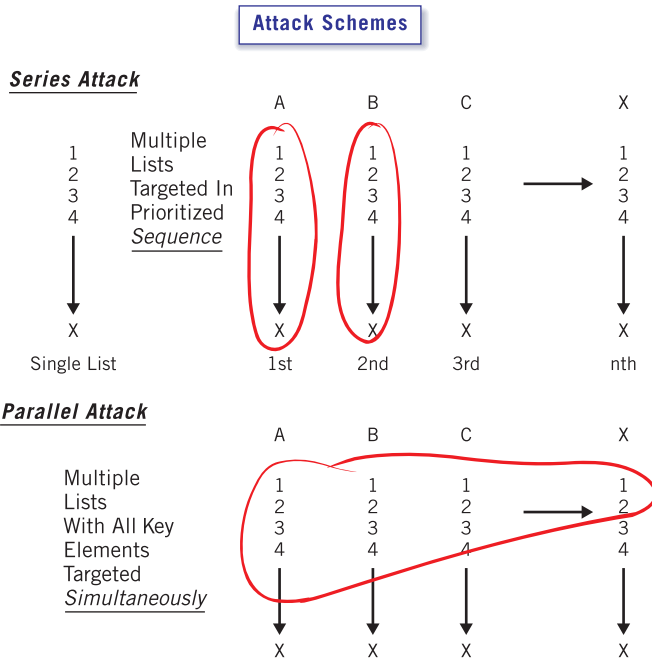 Attack Schemes
Series Attack
A B C X
Multiple
Lists
Targeted In
Prioritized
Sequence
1 1 1 1 1
2 2 2 2 2
3 3 3 3 3
4 4 4 4 4
X X X X X
Single List 1st 2nd 3rd nth
Parallel Attack
A B C X
Multiple
Lists
With All Key
Elements
Targeted
Simultaneously
1 1 1 1
2 2 2 2
3 3 3 3
4 4 4 4
X X X X